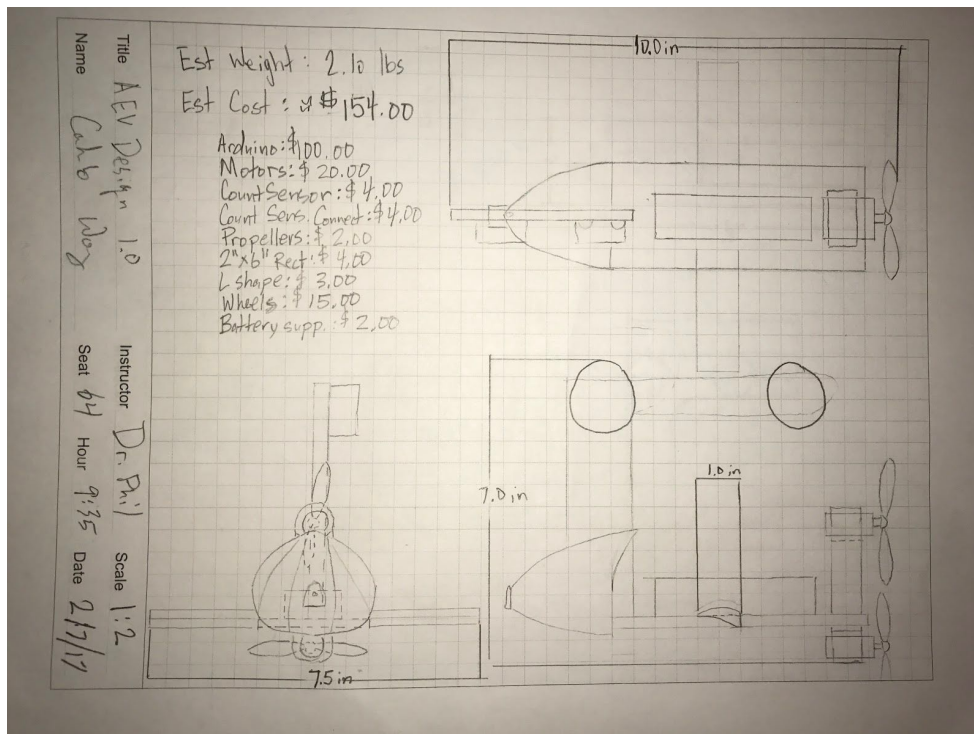 Title AEV Design 1.0
Instructor Dr. Phil
Scale 1:2
Name Caleb Way
Seat 64 Hour 9:35 Date 2/7/17
Est Weight: 2.10 lbs
Est Cost: ≈ $154.00
Arduino: $100.00
Motors: $20.00
Count Sensor: $4.00
Count Sens. Connect: $4.00
Propellers: $2.00
2"x6" Rect: $4.00
L shape: $3.00
Wheels: $15.00
Battery supp.: $2.00
10.0 in
7.0 in
1.0 in
7.5 in